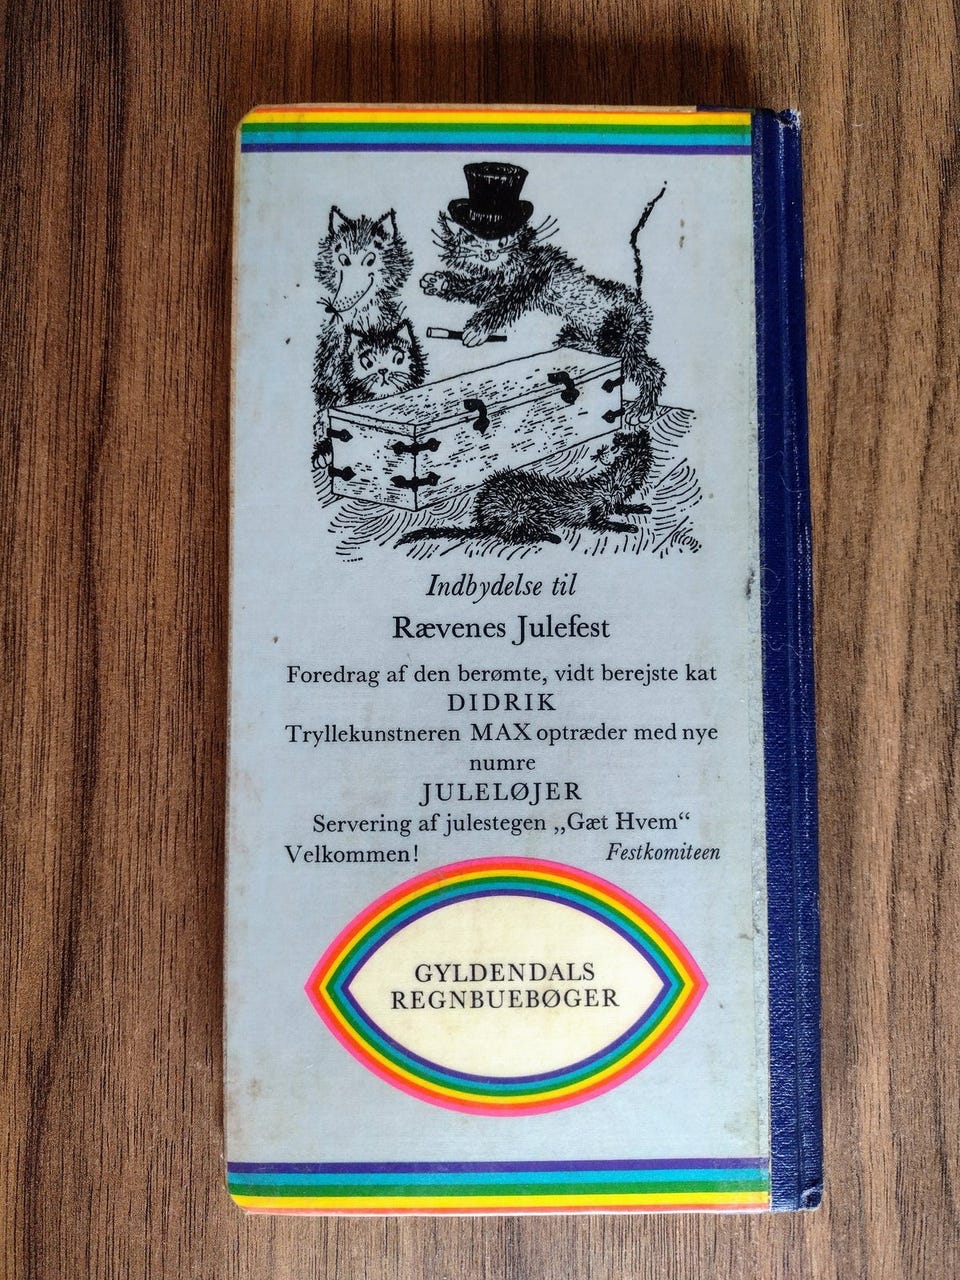 Indbydelse til
Rævenes Julefest
Foredrag af den berømte, vidt berejste kat
DIDRIK
Tryllekunstneren MAX optræder med nye
numre
JULELØJER
Servering af julestegen „Gæt Hvem“
Velkommen! Festkomiteen
GYLDENDALS
REGNBUEBØGER